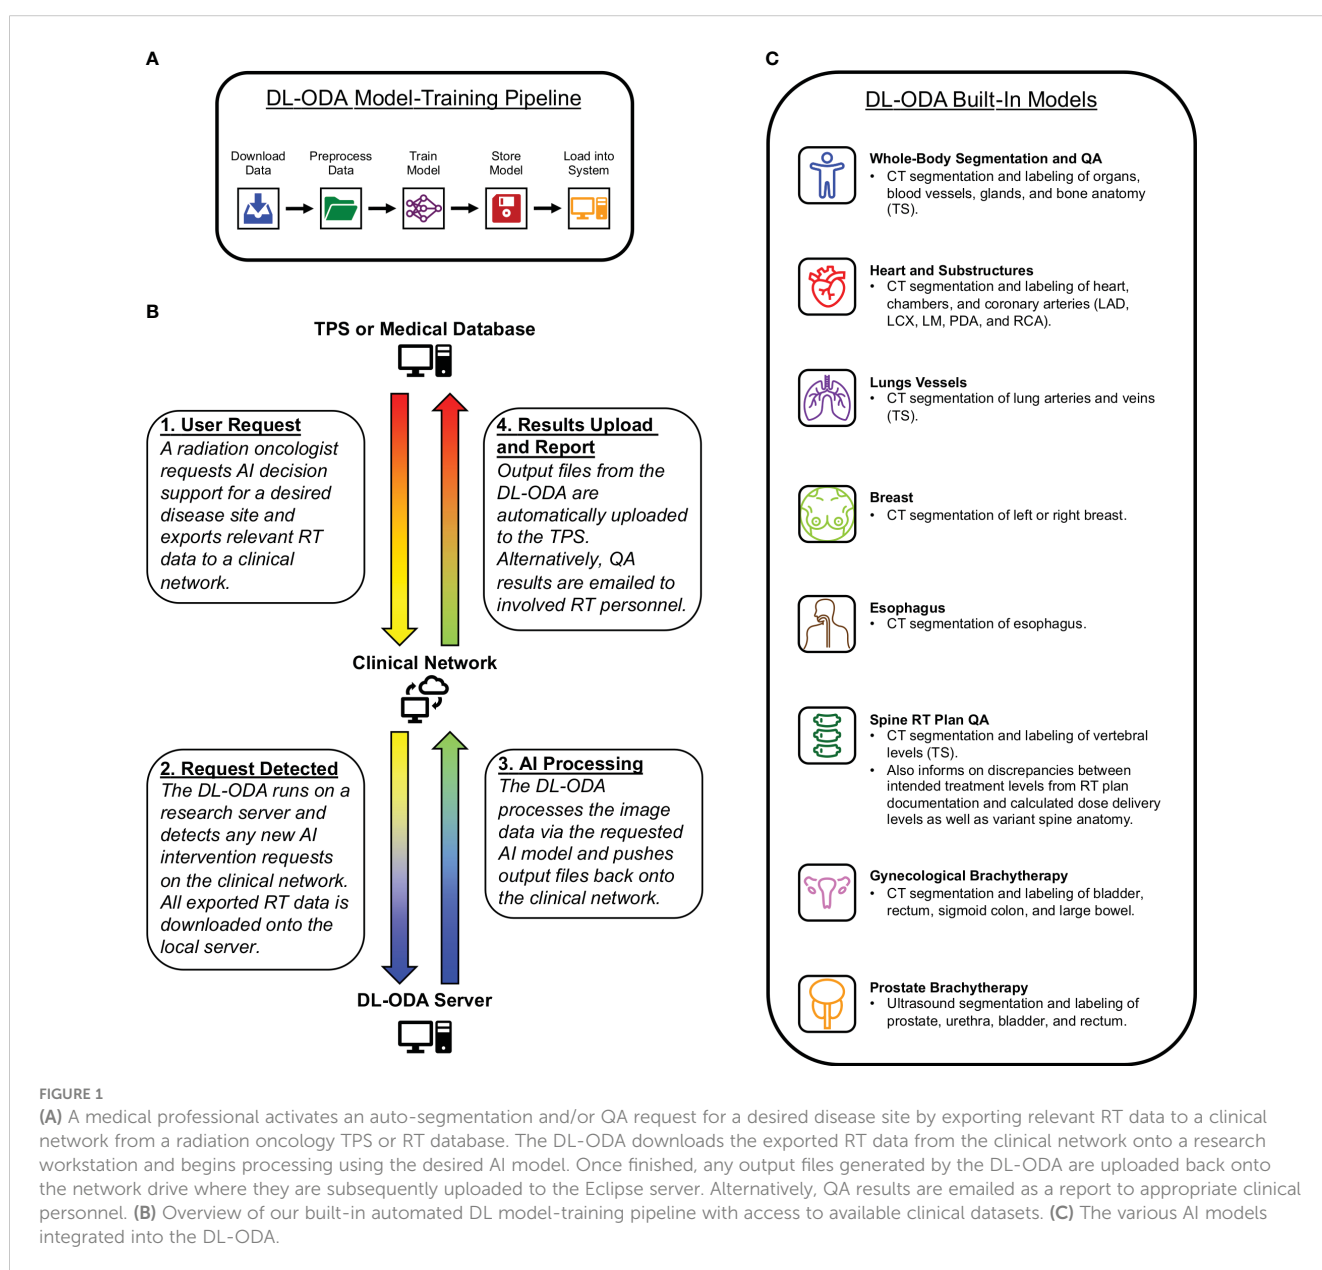 A
DL-ODA Model-Training Pipeline
Download Data
Preprocess Data
Train Model
Store Model
Load into System
B
TPS or Medical Database
1. User Request
A radiation oncologist
requests AI decision
support for a desired
disease site and
exports relevant RT
data to a clinical
network.
4. Results Upload
and Report
Output files from the
DL-ODA are
automatically uploaded
to the TPS.
Alternatively, QA
results are emailed to
involved RT personnel.
Clinical Network
2. Request Detected
The DL-ODA runs on a
research server and
detects any new AI
intervention requests
on the clinical network.
All exported RT data is
downloaded onto the
local server.
3. AI Processing
The DL-ODA
processes the image
data via the requested
AI model and pushes
output files back onto
the clinical network.
DL-ODA Server
C
DL-ODA Built-In Models
Whole-Body Segmentation and QA
• CT segmentation and labeling of organs,
blood vessels, glands, and bone anatomy
(TS).
Heart and Substructures
• CT segmentation and labeling of heart,
chambers, and coronary arteries (LAD,
LCX, LM, PDA, and RCA).
Lungs Vessels
• CT segmentation of lung arteries and veins
(TS).
Breast
• CT segmentation of left or right breast.
Esophagus
• CT segmentation of esophagus.
Spine RT Plan QA
• CT segmentation and labeling of vertebral
levels (TS).
• Also informs on discrepancies between
intended treatment levels from RT plan
documentation and calculated dose delivery
levels as well as variant spine anatomy.
Gynecological Brachytherapy
• CT segmentation and labeling of bladder,
rectum, sigmoid colon, and large bowel.
Prostate Brachytherapy
• Ultrasound segmentation and labeling of
prostate, urethra, bladder, and rectum.
FIGURE 1
(A) A medical professional activates an auto-segmentation and/or QA request for a desired disease site by exporting relevant RT data to a clinical
network from a radiation oncology TPS or RT database. The DL-ODA downloads the exported RT data from the clinical network onto a research
workstation and begins processing using the desired AI model. Once finished, any output files generated by the DL-ODA are uploaded back onto
the network drive where they are subsequently uploaded to the Eclipse server. Alternatively, QA results are emailed as a report to appropriate clinical
personnel. (B) Overview of our built-in automated DL model-training pipeline with access to available clinical datasets. (C) The various AI models
integrated into the DL-ODA.